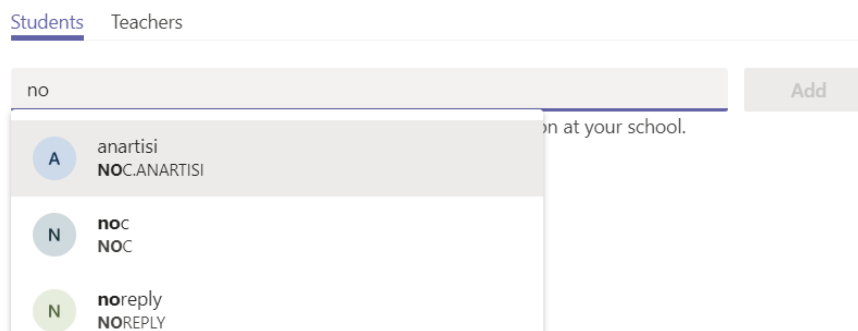 Students Teachers
no
Add
on at your school.
A
anartisi
NOC.ANARTISI
N
noc
NOC
N
noreply
NOREPLY